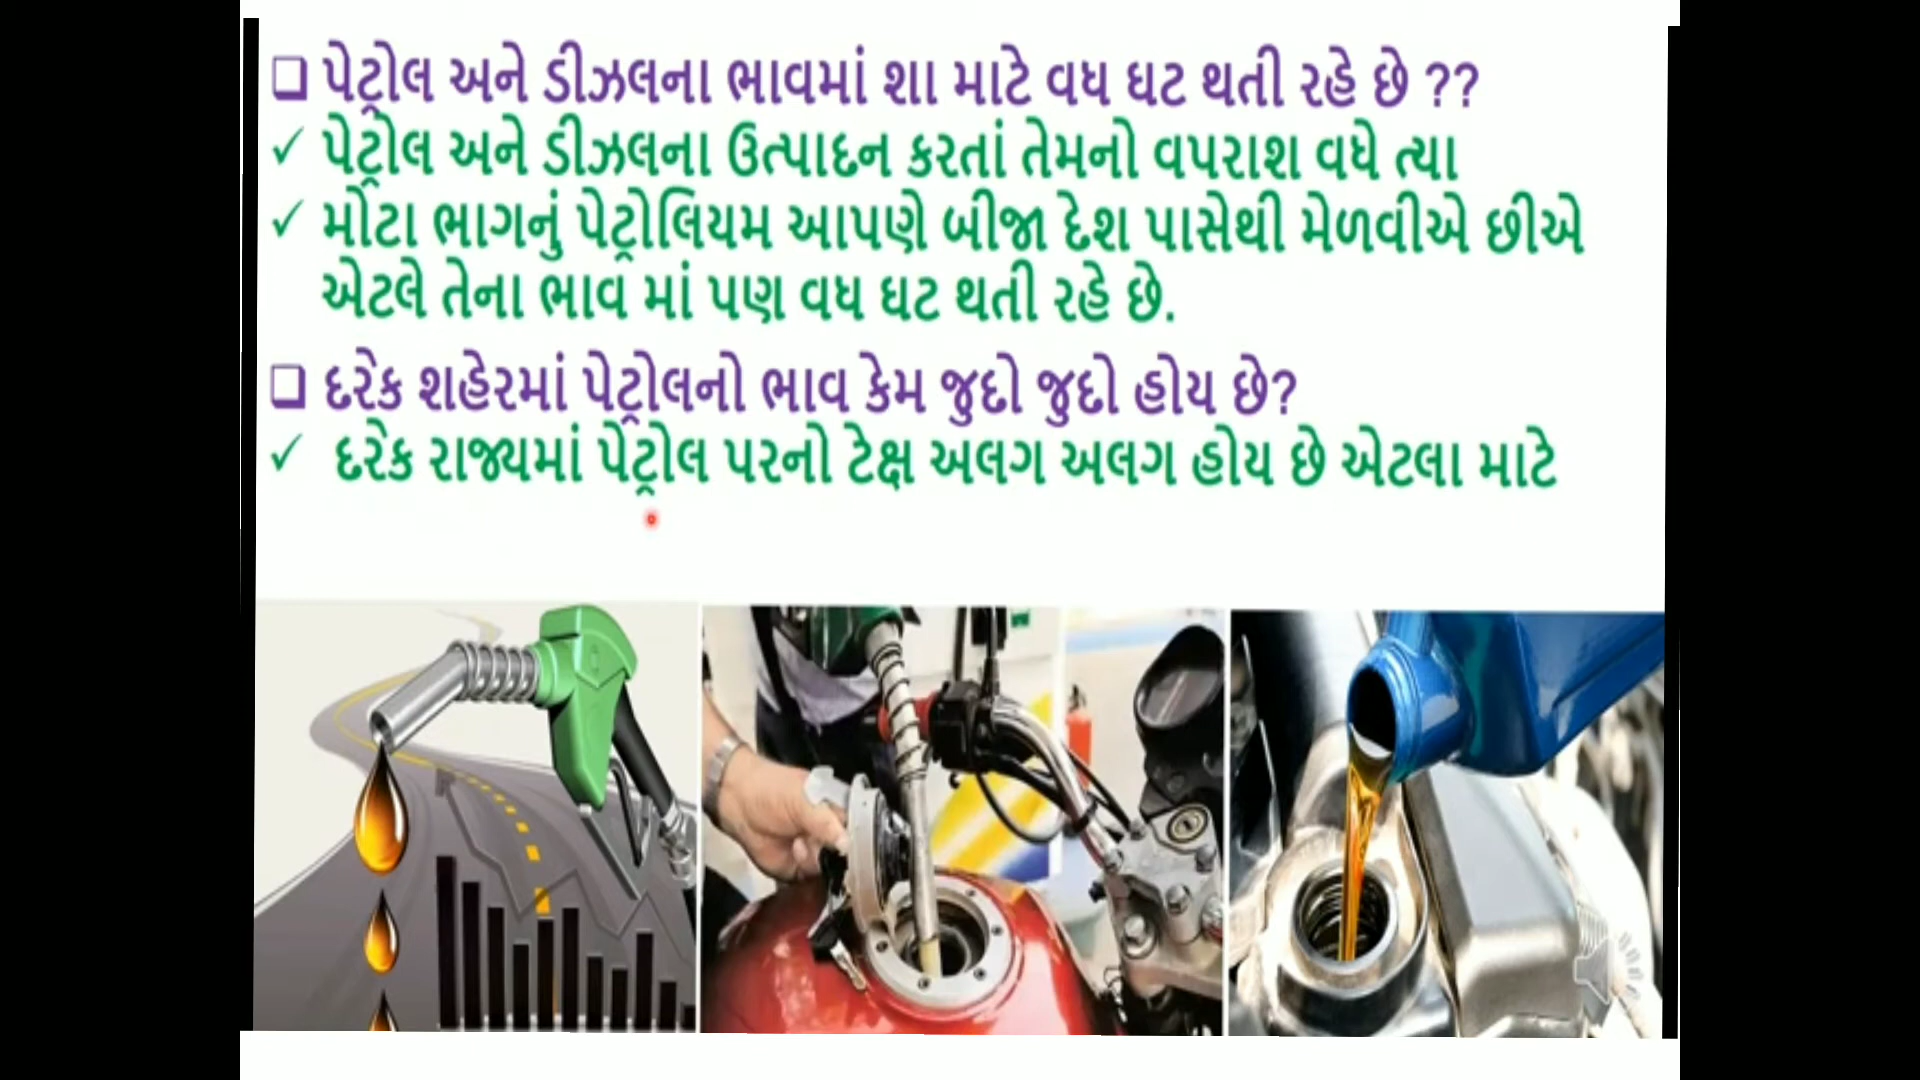 ❑ પેટ્રોલ અને ડીઝલના ભાવમાં શા માટે વધ ઘટ થતી રહે છે ??
✓ પેટ્રોલ અને ડીઝલના ઉત્પાદન કરતાં તેમનો વપરાશ વધે ત્યા
✓ મોટા ભાગનું પેટ્રોલિયમ આપણે બીજા દેશ પાસેથી મેળવીએ છીએ
એટલે તેના ભાવ માં પણ વધ ઘટ થતી રહે છે.
❑ દરેક શહેરમાં પેટ્રોલનો ભાવ કેમ જુદો જુદો હોય છે?
✓ દરેક રાજ્યમાં પેટ્રોલ પરનો ટેક્ષ અલગ અલગ હોય છે એટલા માટે